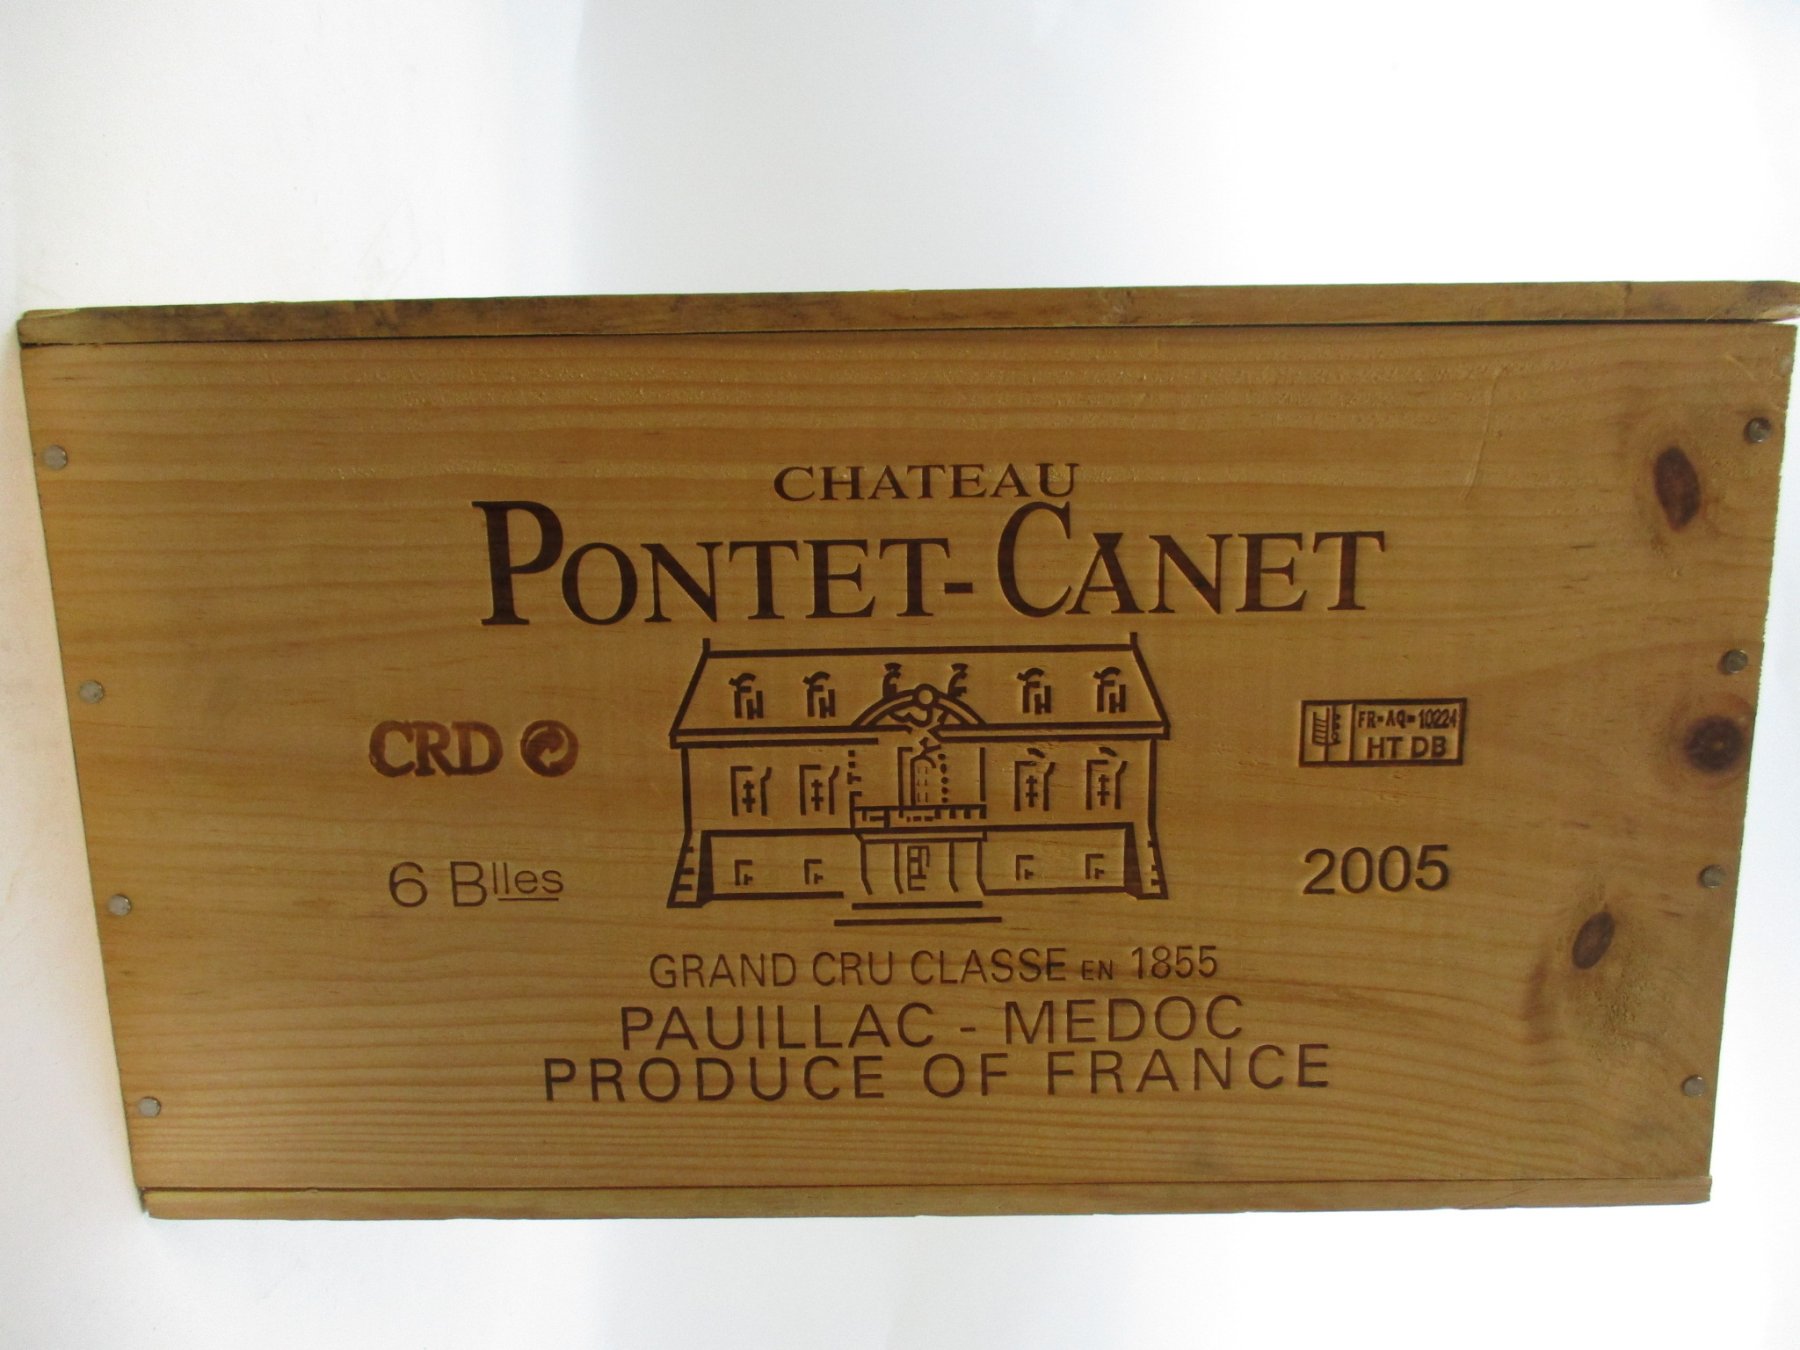 CHATEAU
PONTET-CANET
CRD
FR-AQ-10224
HT DB
6 Blles
2005
GRAND CRU CLASSE EN 1855
PAUILLAC - MEDOC
PRODUCE OF FRANCE